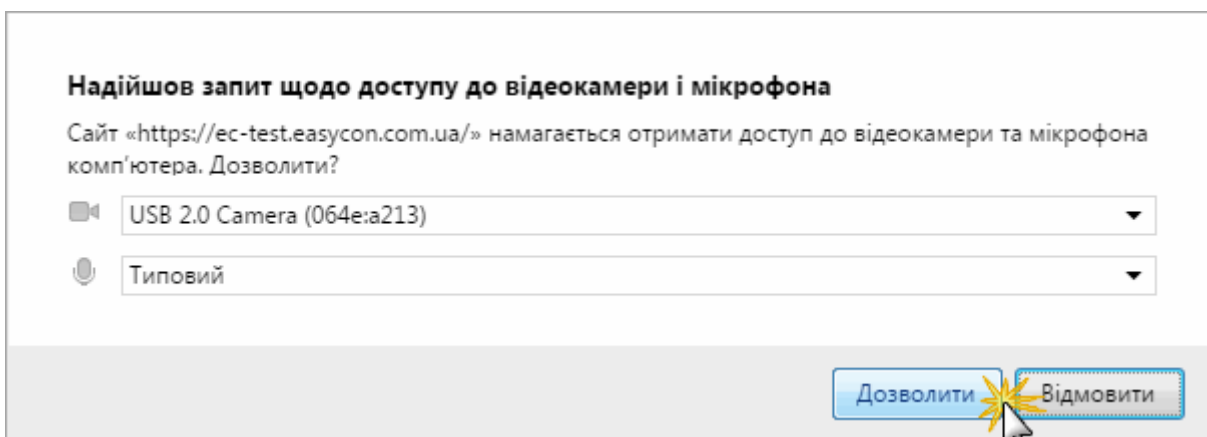 Надійшов запит щодо доступу до відеокамери і мікрофона
Сайт «https://ec-test.easycon.com.ua/» намагається отримати доступ до відеокамери та мікрофона
комп’ютера. Дозволити?
USB 2.0 Camera (064e:a213)
Типовий
Дозволити Відмовити